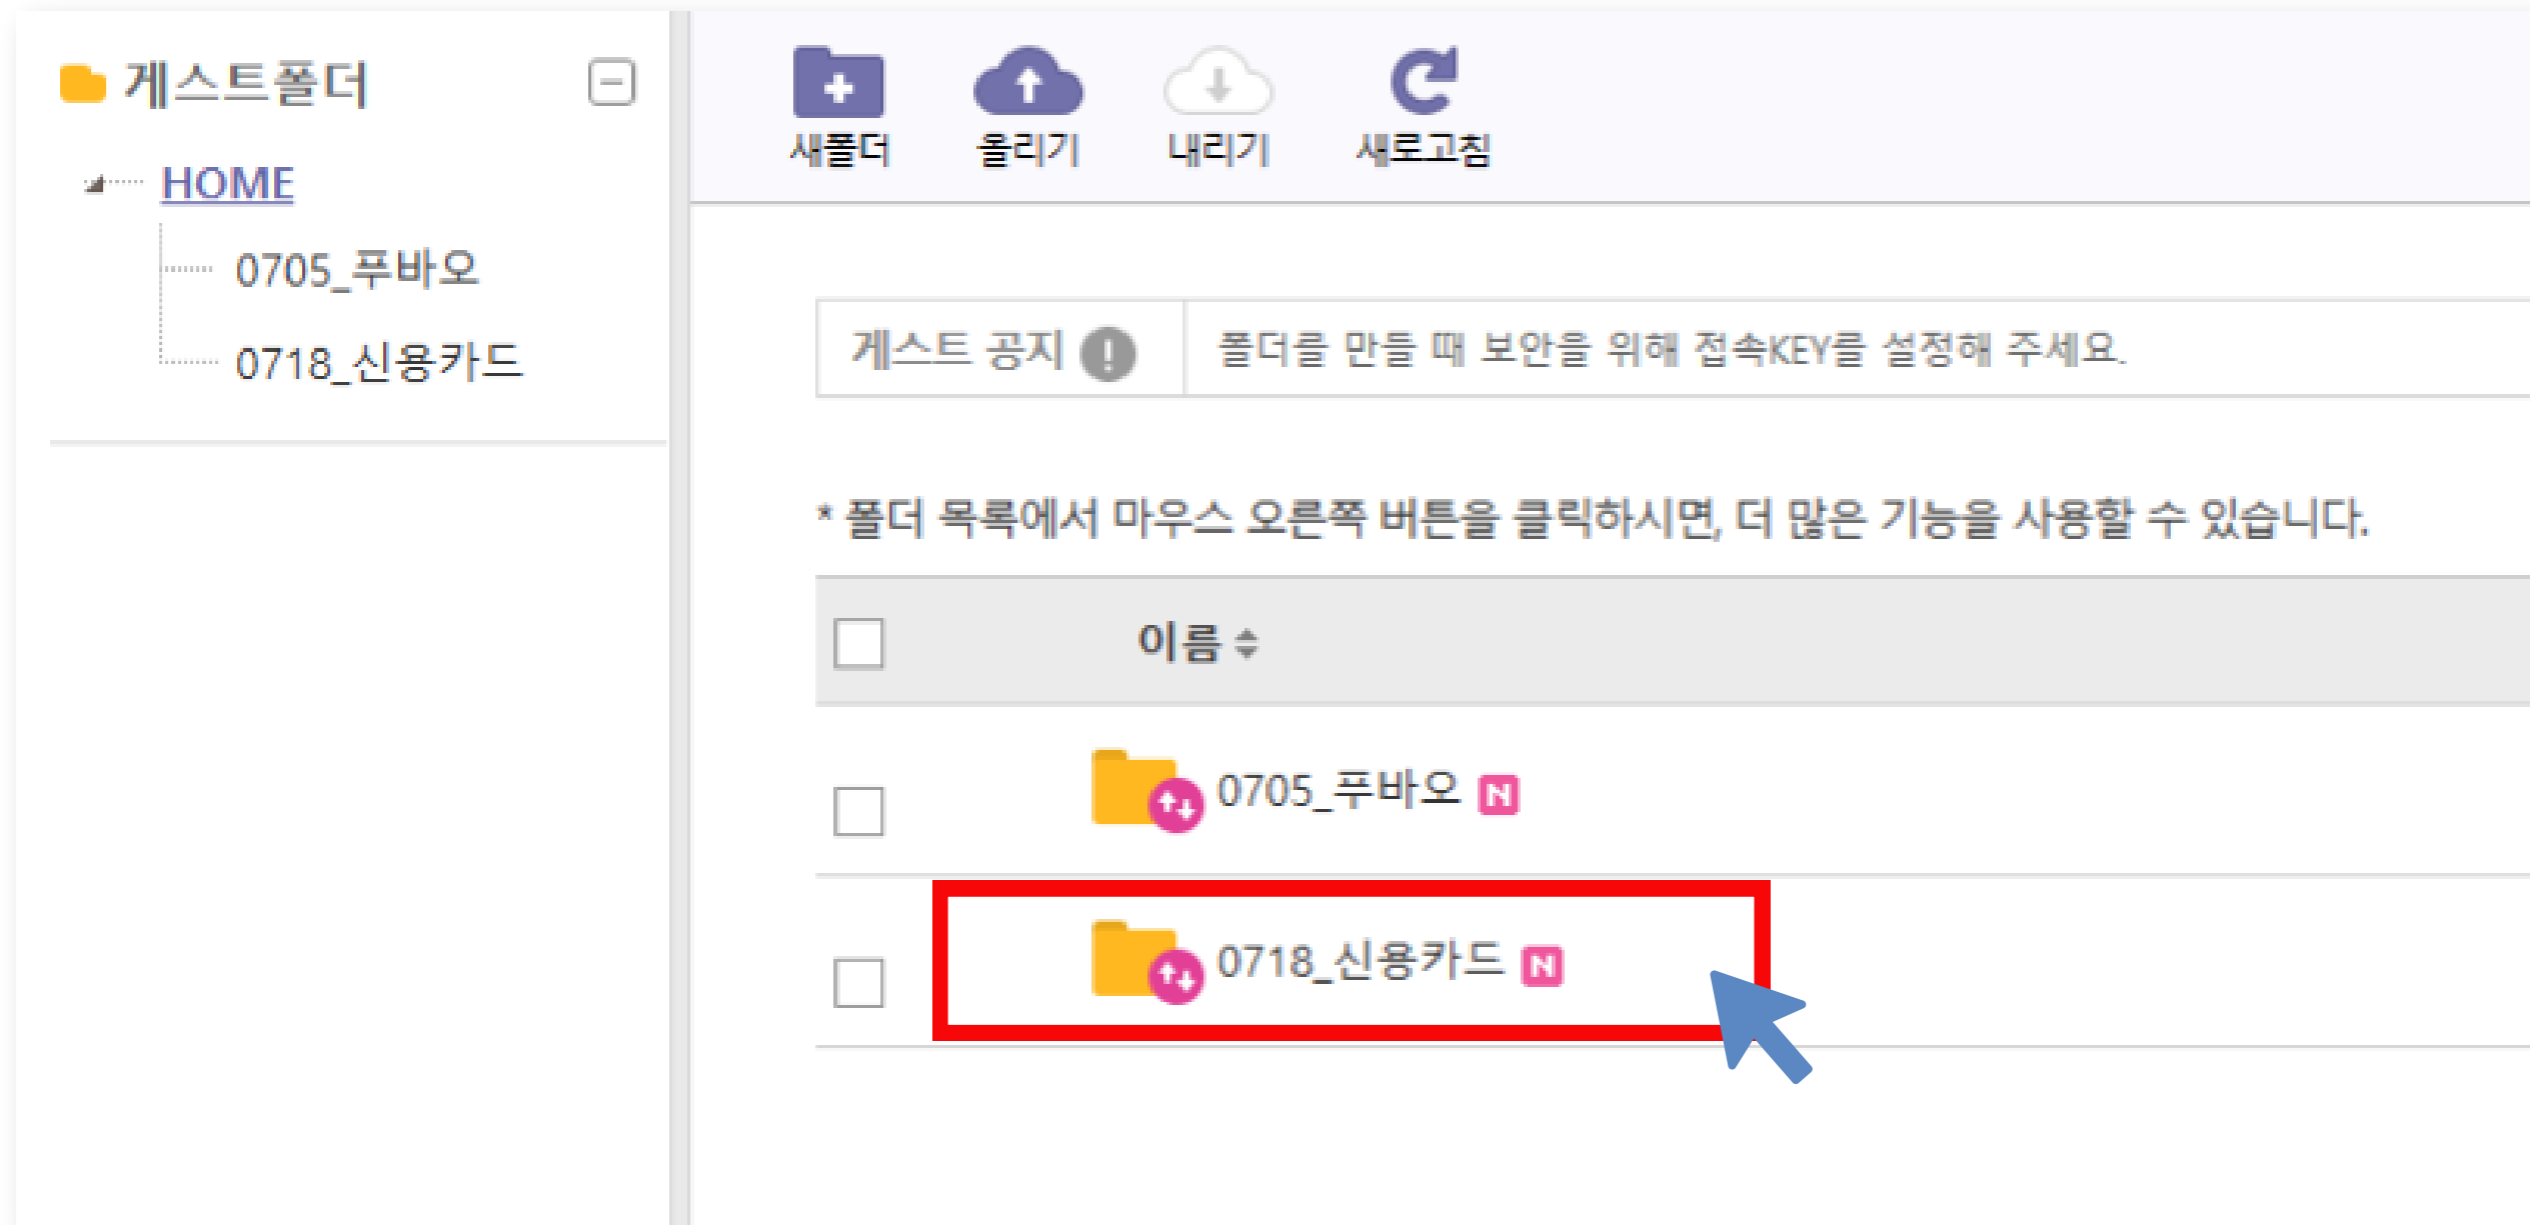 게스트폴더
HOME
0705_푸바오
0718_신용카드
새폴더 올리기 내리기 새로고침
게스트 공지 폴더를 만들 때 보안을 위해 접속KEY를 설정해 주세요.
* 폴더 목록에서 마우스 오른쪽 버튼을 클릭하시면, 더 많은 기능을 사용할 수 있습니다.
이름
0705_푸바오 N
0718_신용카드 N